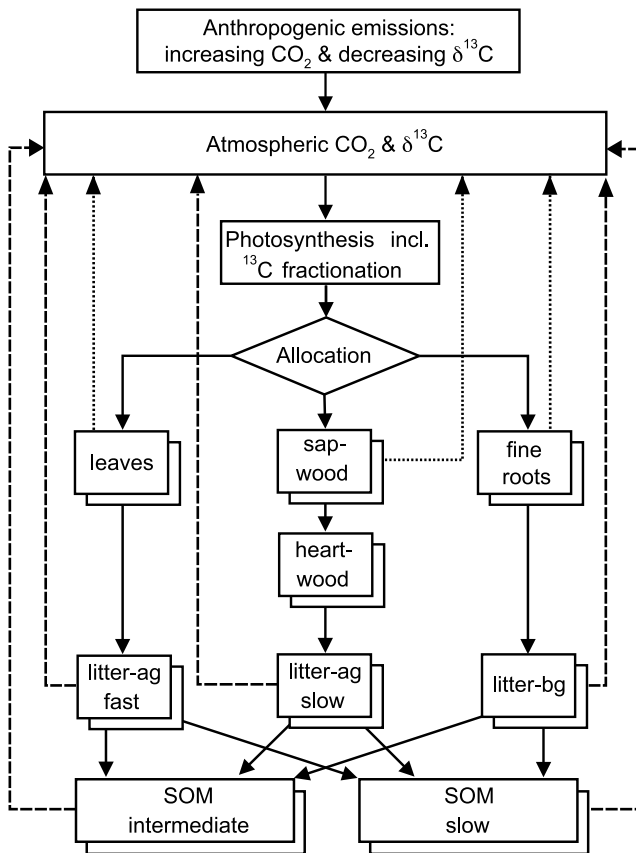 Anthropogenic emissions:
increasing CO₂ & decreasing δ¹³C
Atmospheric CO₂ & δ¹³C
Photosynthesis incl.
¹³C fractionation
Allocation
leaves
sap-
wood
fine
roots
heart-
wood
litter-ag
fast
litter-ag
slow
litter-bg
SOM
intermediate
SOM
slow